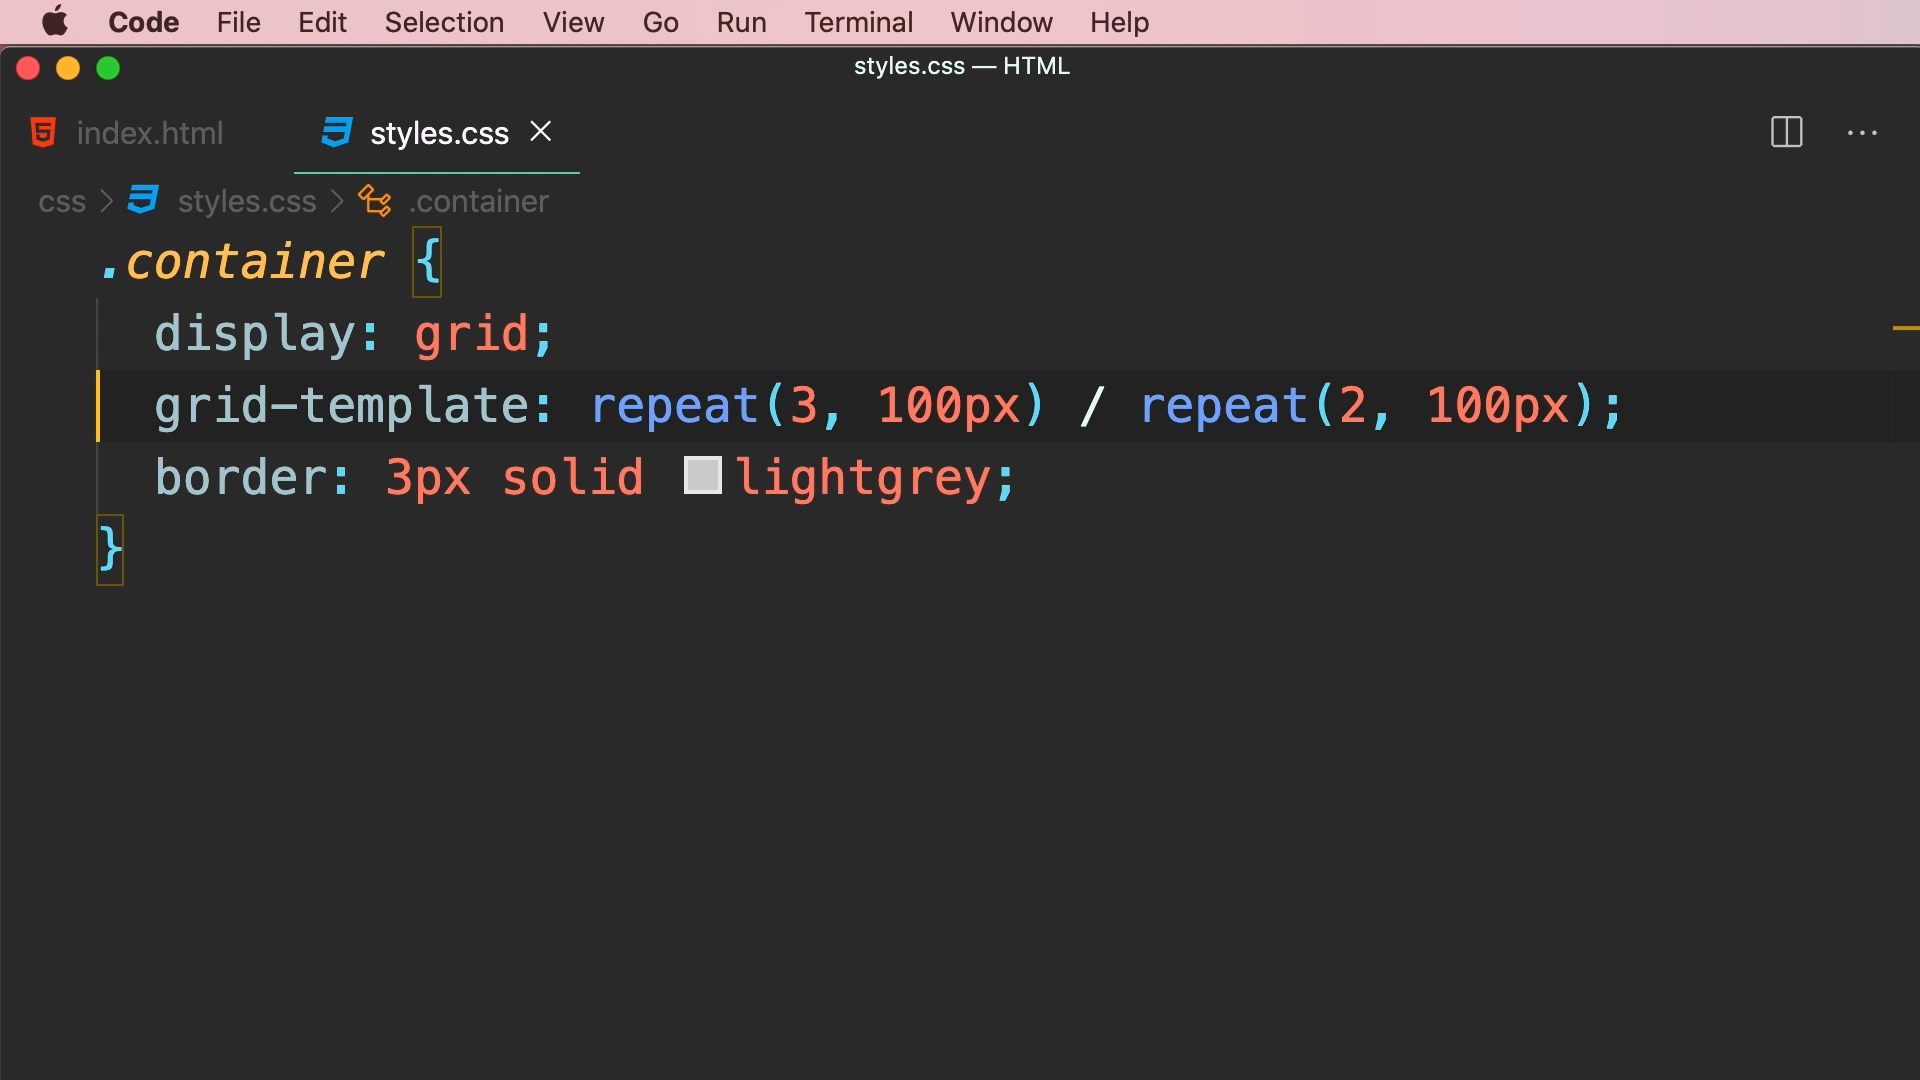 Code File Edit Selection View Go Run Terminal Window Help
styles.css — HTML
index.html styles.css
css > styles.css > .container
.container {
display: grid;
grid-template: repeat(3, 100px) / repeat(2, 100px);
border: 3px solid lightgrey;
}